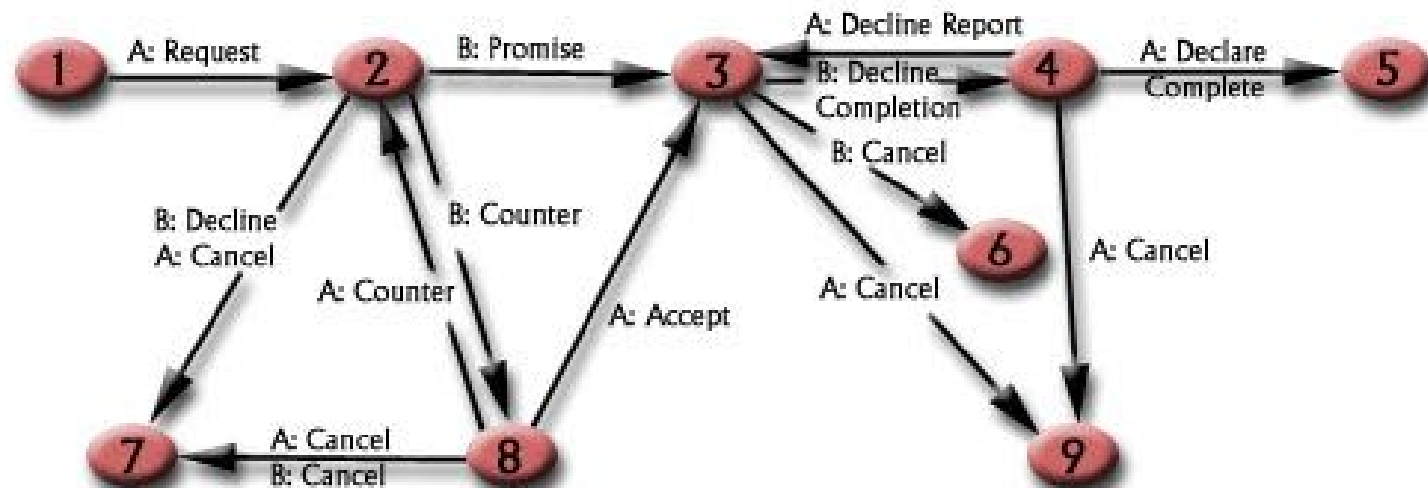 A: Decline Report
1
A: Request
2
B: Promise
3
B: Decline
Completion
4
A: Declare
Complete
5
B: Cancel
B: Decline
A: Cancel
B: Counter
6
A: Cancel
A: Counter
A: Cancel
A: Accept
7
A: Cancel
B: Cancel
8
9